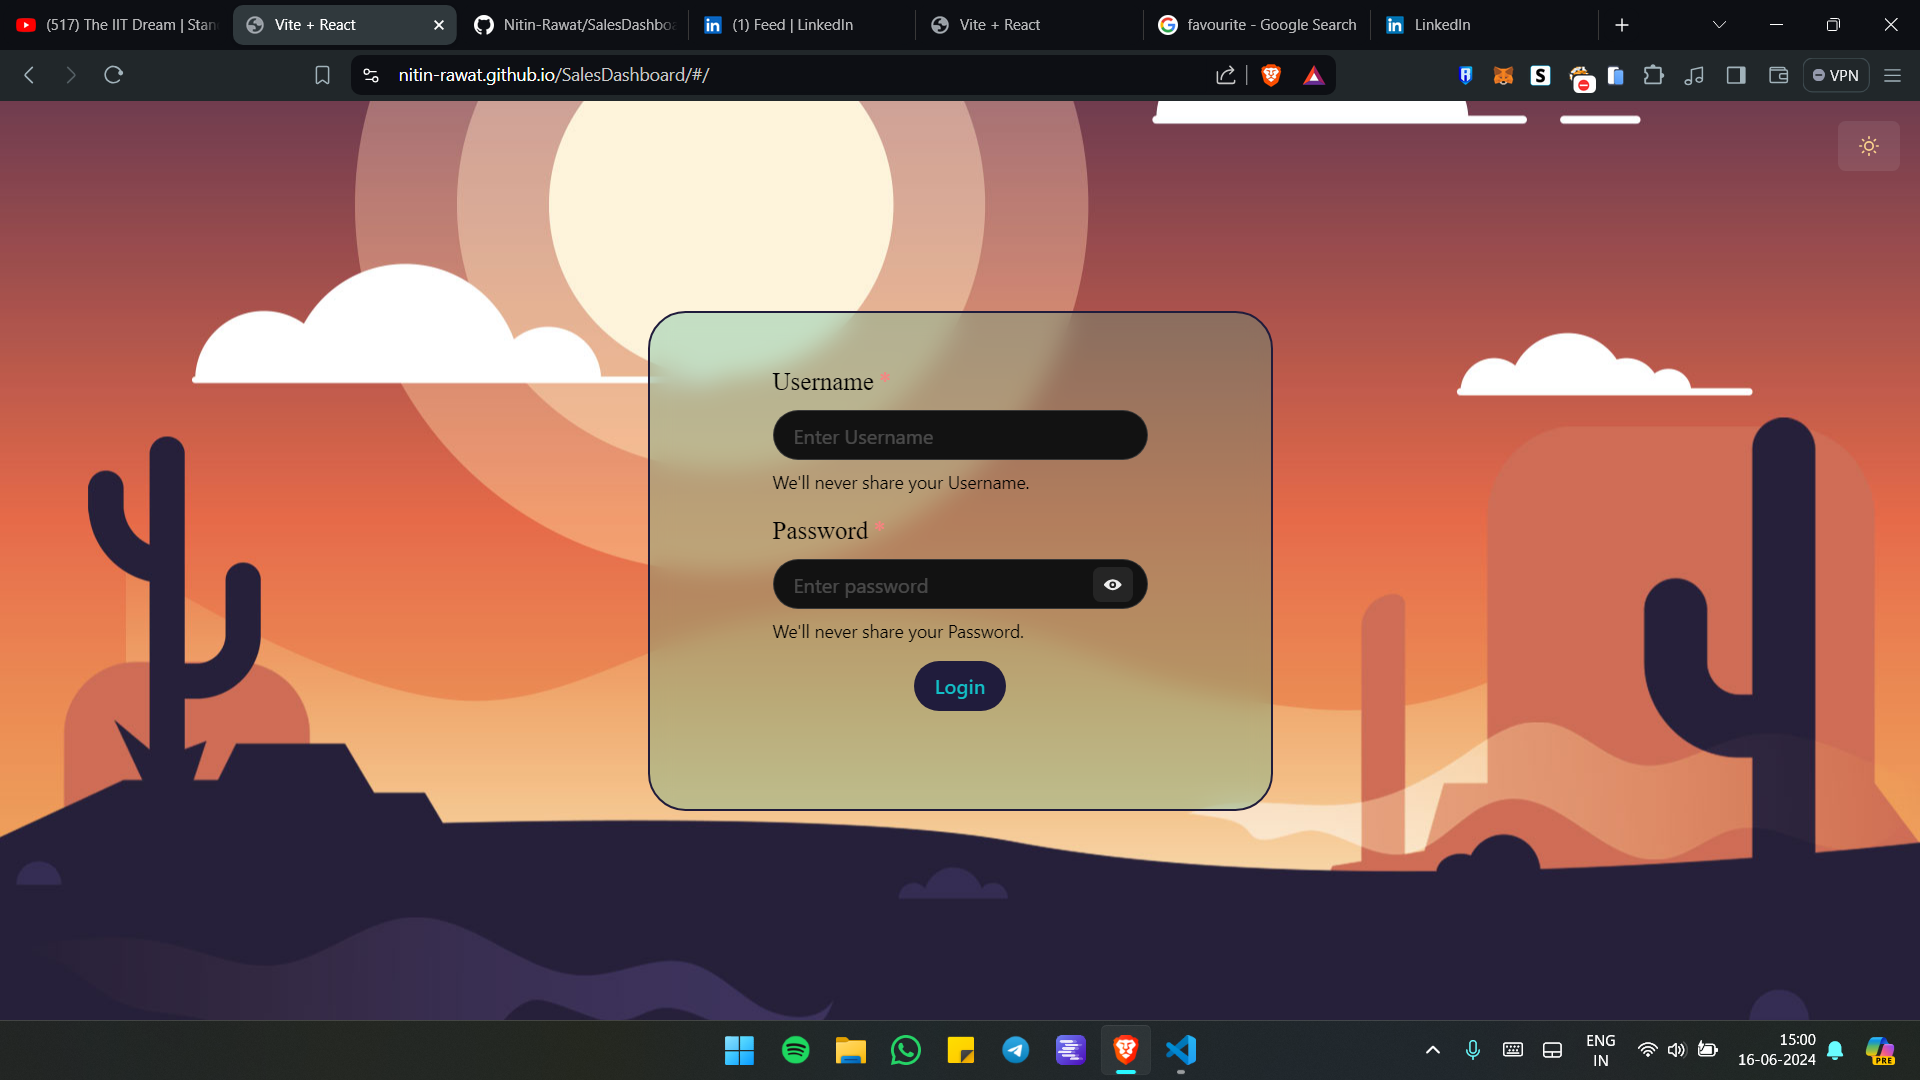 (517) The IIT Dream | Stan
Vite + React
Nitin-Rawat/SalesDashboa
(1) Feed | LinkedIn
Vite + React
favourite - Google Search
LinkedIn
nitin-rawat.github.io/SalesDashboard/#/
VPN
Username *
Enter Username
We'll never share your Username.
Password *
Enter password
We'll never share your Password.
Login
ENG
IN
15:00
16-06-2024
PRE